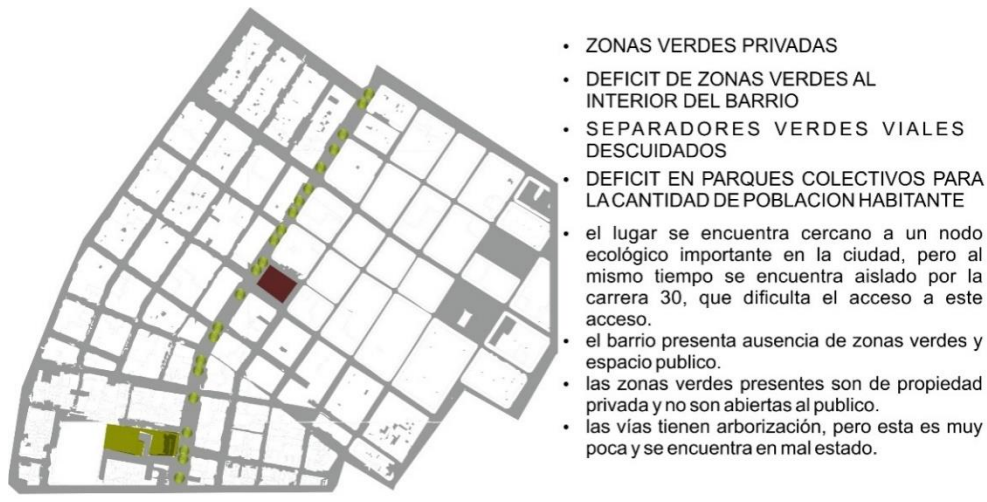 • ZONAS VERDES PRIVADAS
• DEFICIT DE ZONAS VERDES AL
INTERIOR DEL BARRIO
• SEPARADORES VERDES VIALES
DESCUIDADOS
• DEFICIT EN PARQUES COLECTIVOS PARA
LA CANTIDAD DE POBLACION HABITANTE
• el lugar se encuentra cercano a un nodo
ecológico importante en la ciudad, pero al
mismo tiempo se encuentra aislado por la
carrera 30, que dificulta el acceso a este
acceso.
• el barrio presenta ausencia de zonas verdes y
espacio publico.
• las zonas verdes presentes son de propiedad
privada y no son abiertas al publico.
• las vías tienen arborización, pero esta es muy
poca y se encuentra en mal estado.